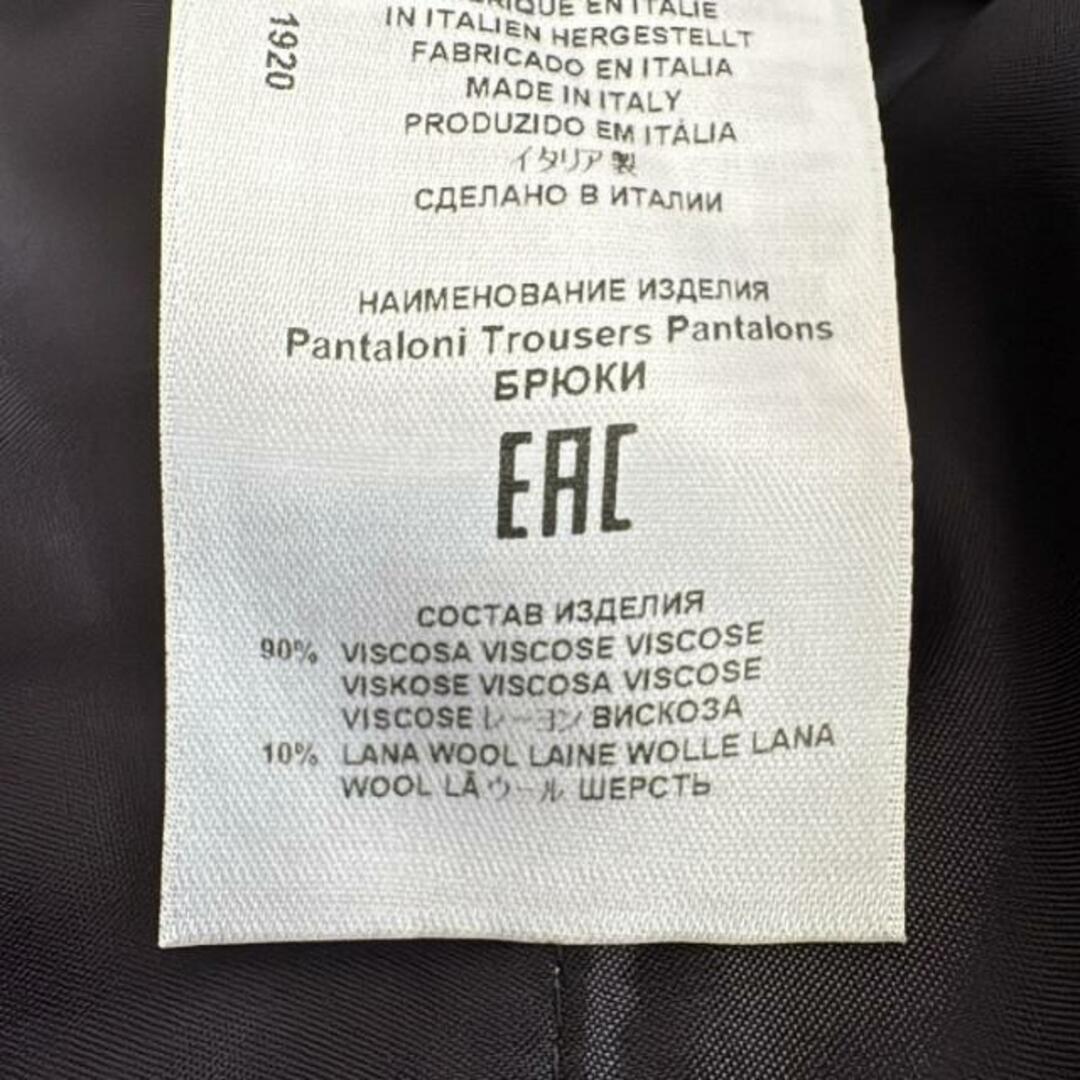 EN ITALIE
IN ITALIEN HERGESTELLT
FABRICADO EN ITALIA
MADE IN ITALY
PRODUZIDO EM ITÁLIA
イタリア製
СДЕЛАНО В ИТАЛИИ
1920
НАИМЕНОВАНИЕ ИЗДЕЛИЯ
Pantaloni Trousers Pantalons
БРЮКИ
EAC
СОСТАВ ИЗДЕЛИЯ
90% VISCOSA VISCOSE VISCOSE
VISKOSE VISCOSA VISCOSE
VISCOSE レーヨン ВИСКОЗА
10% LANA WOOL LAINE WOLLE LANA
WOOL LÃ ウール ШЕРСТЬ